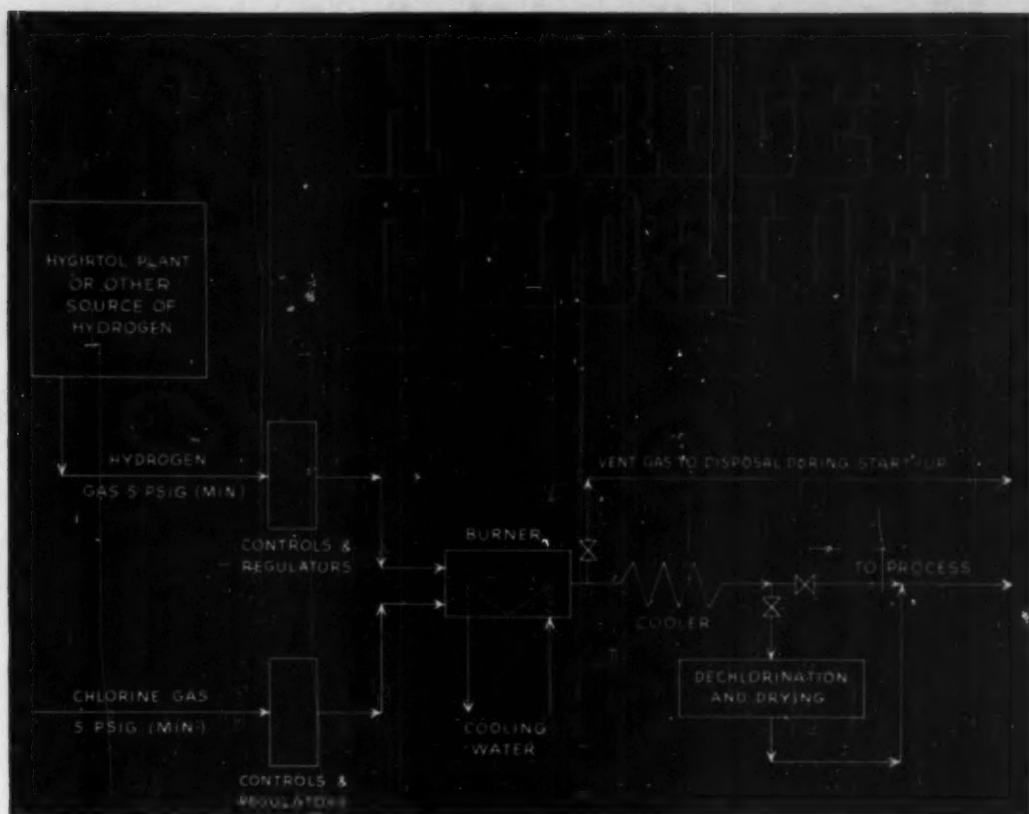 HYGIRTOL PLANT
OR OTHER
SOURCE OF
HYDROGEN
HYDROGEN
GAS 5 PSIG (MIN)
CONTROLS &
REGULATORS
VENT GAS TO DISPOSAL DURING START-UP
BURNER
TO PROCESS
COOLER
DECHLORINATION
AND DRYING
CHLORINE GAS
5 PSIG (MIN)
COOLING
WATER
CONTROLS &
REGULATORS